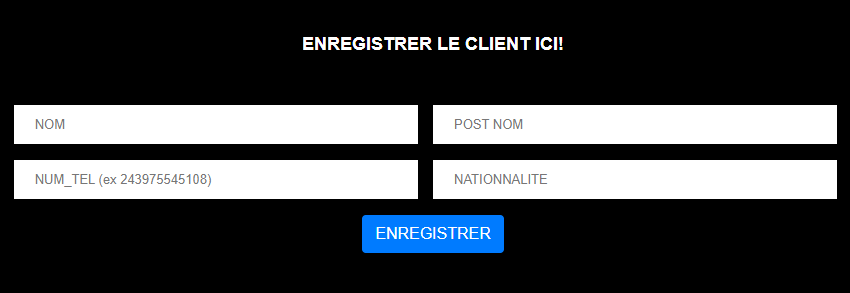 ENREGISTRER LE CLIENT ICI!
NOM
POST NOM
NUM_TEL (ex 243975545108)
NATIONNALITE
ENREGISTRER